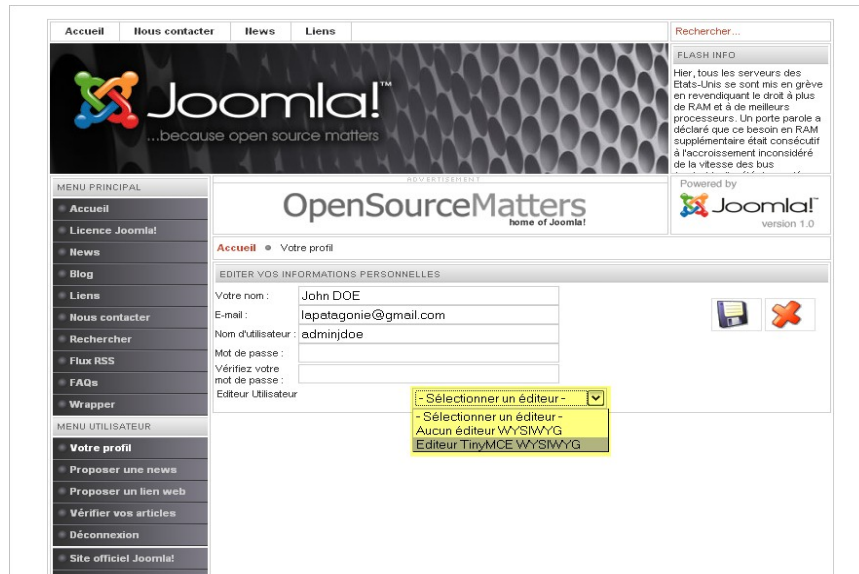 Accueil Nous contacter News Liens
Rechercher...
Joomla!™
...because open source matters
FLASH INFO
Hier, tous les serveurs des
Etats-Unis se sont mis en grève
en revendiquant le droit à plus
de RAM et à de meilleurs
processeurs. Un porte parole a
déclaré que ce besoin en RAM
supplémentaire était consécutif
à l'accroissement inconsidéré
de la vitesse des bus
ADVERTISEMENT
OpenSourceMatters
home of Joomla!
Powered by
Joomla!
version 1.0
MENU PRINCIPAL
Accueil
Licence Joomla!
News
Blog
Liens
Nous contacter
Rechercher
Flux RSS
FAQs
Wrapper
MENU UTILISATEUR
Votre profil
Proposer une news
Proposer un lien web
Vérifier vos articles
Déconnexion
Site officiel Joomla!
Accueil Votre profil
EDITER VOS INFORMATIONS PERSONNELLES
Votre nom : John DOE
E-mail : lapatagonie@gmail.com
Nom d'utilisateur : adminjdoe
Mot de passe :
Vérifiez votre
mot de passe :
Editeur Utilisateur - Sélectionner un éditeur -
- Sélectionner un éditeur -
Aucun éditeur WYSIWYG
Editeur TinyMCE WYSIWYG